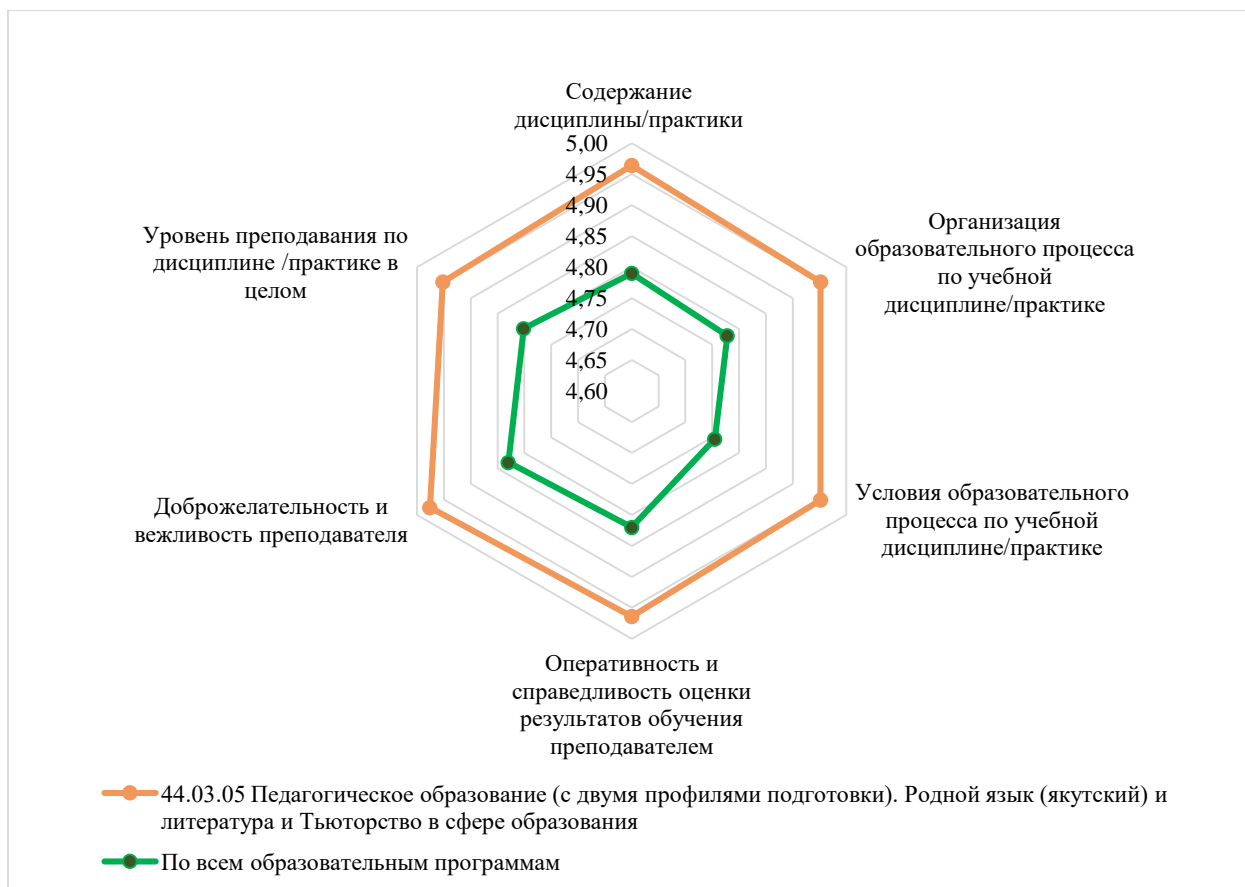 Содержание
дисциплины/практики
5,00
4,95
4,90
4,85
4,80
4,75
4,70
4,65
4,60
Организация
образовательного процесса
по учебной
дисциплине/практике
Условия образовательного
процесса по учебной
дисциплине/практике
Оперативность и
справедливость оценки
результатов обучения
преподавателем
Доброжелательность и
вежливость преподавателя
Уровень преподавания по
дисциплине /практике в
целом
44.03.05 Педагогическое образование (с двумя профилями подготовки). Родной язык (якутский) и
литература и Тьюторство в сфере образования
По всем образовательным программам